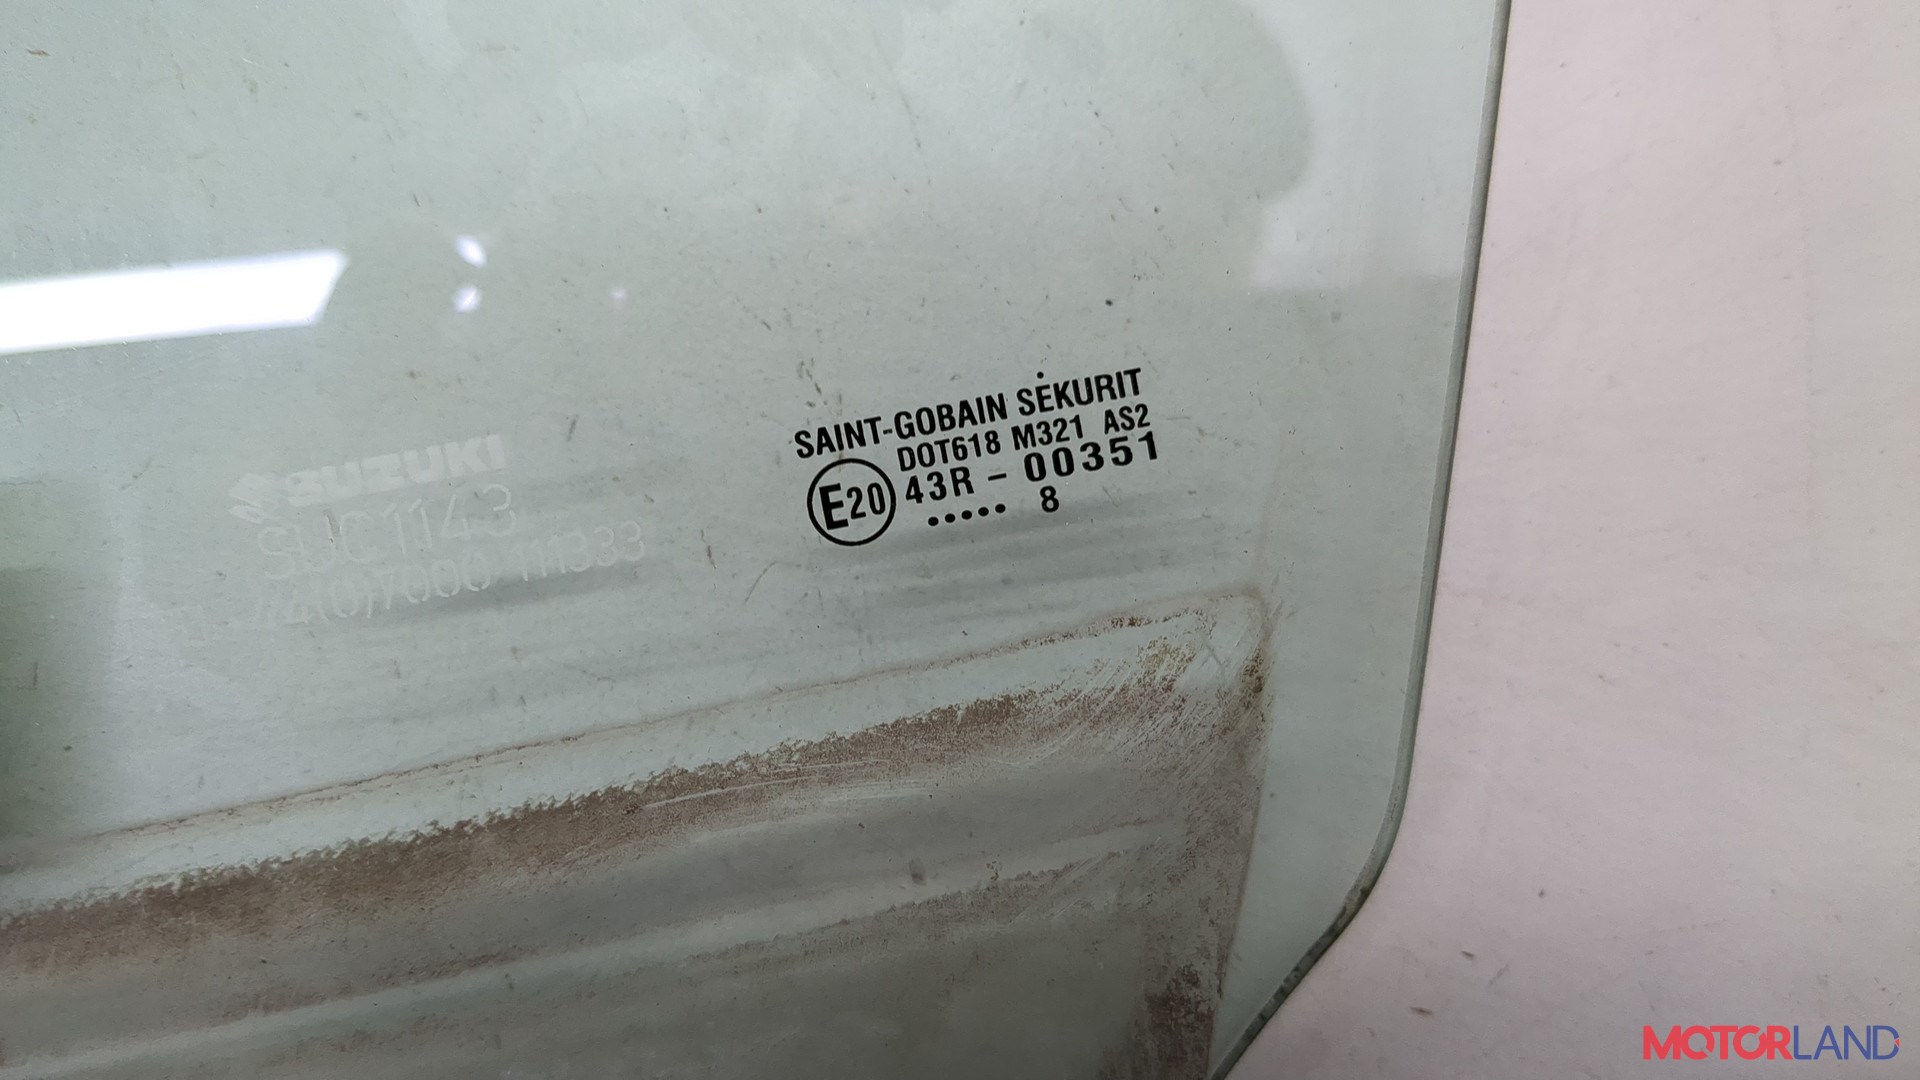 SAINT-GOBAIN SEKURIT
DOT618 M321 AS2
E20 43R - 00351
..... 8
SUZUKI
SUC1143
MOTORLAND